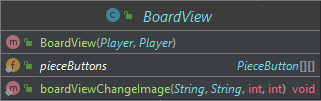 C BoardView
m BoardView(Player, Player)
f pieceButtons PieceButton[][]
m boardViewChangeImage(String, String, int, int) void